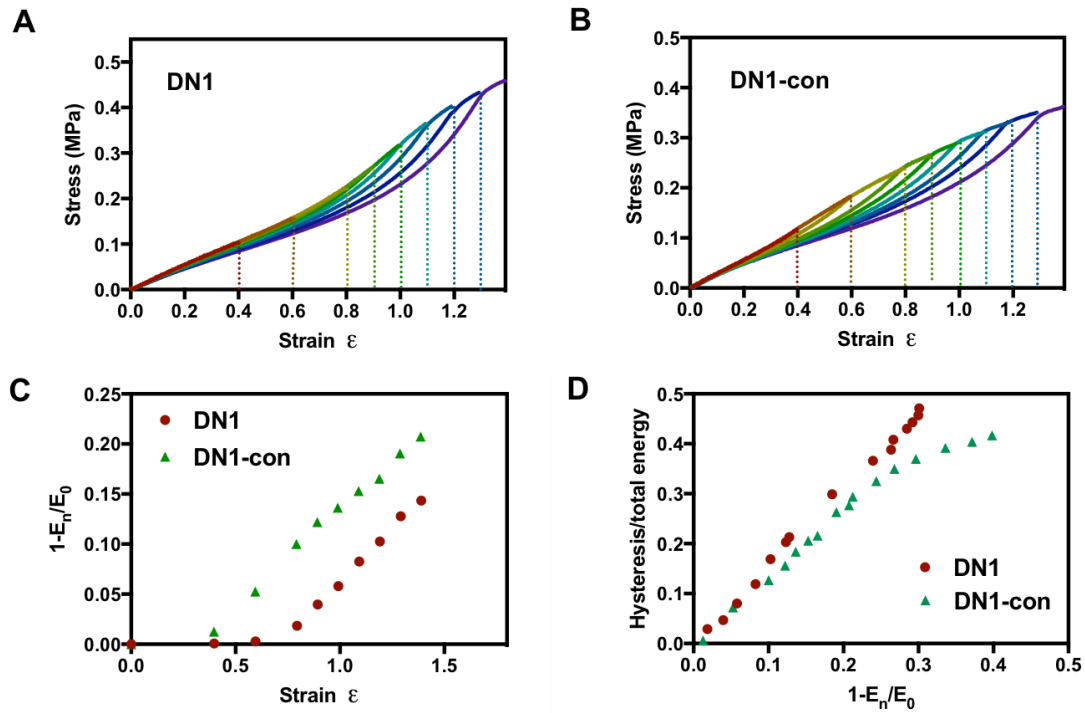 A
DN1
Stress (MPa)
0.5
0.4
0.3
0.2
0.1
0.0
0.0 0.2 0.4 0.6 0.8 1.0 1.2
Strain ε
B
DN1-con
Stress (MPa)
0.5
0.4
0.3
0.2
0.1
0.0
0.0 0.2 0.4 0.6 0.8 1.0 1.2
Strain ε
C
DN1
DN1-con
1-Eₙ/E₀
0.25
0.20
0.15
0.10
0.05
0.00
0.0 0.5 1.0 1.5
Strain ε
D
Hysteresis/total energy
0.5
0.4
0.3
0.2
0.1
0.0
DN1
DN1-con
0.0 0.1 0.2 0.3 0.4 0.5
1-Eₙ/E₀